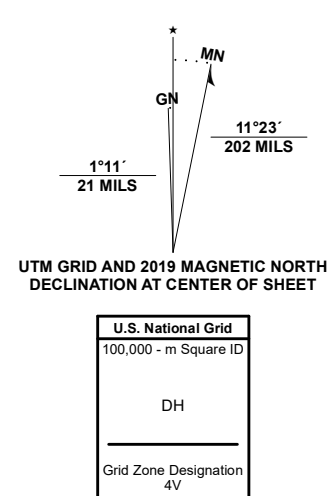 ★
MN
GN
11°23´
202 MILS
1°11´
21 MILS
UTM GRID AND 2019 MAGNETIC NORTH
DECLINATION AT CENTER OF SHEET
U.S. National Grid
100,000 - m Square ID
DH
Grid Zone Designation
4V